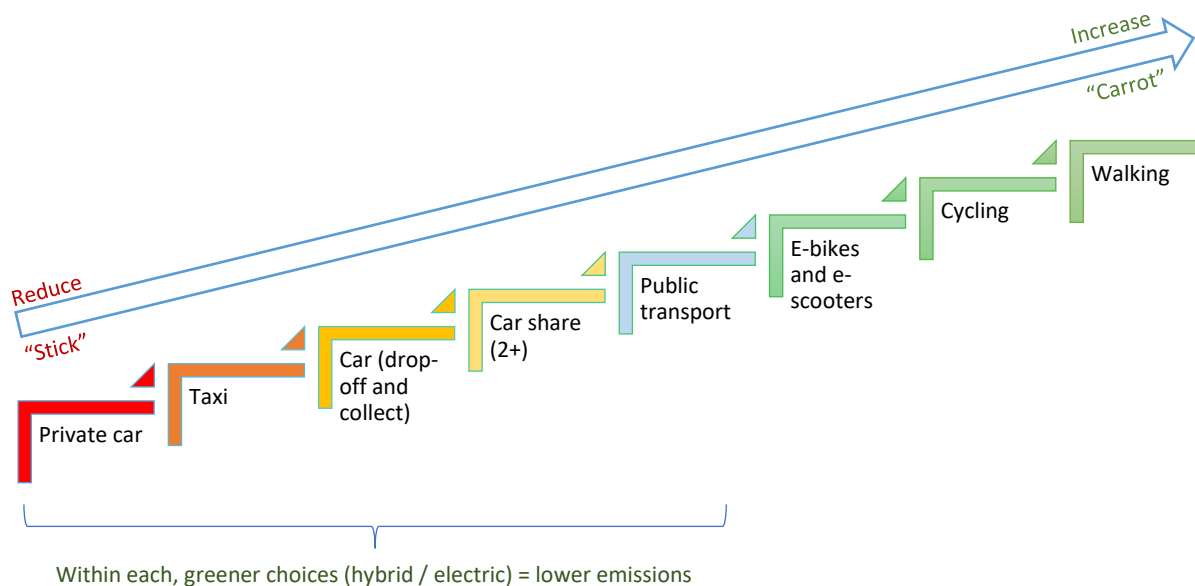 Increase
“Carrot”
Reduce
“Stick”
Private car
Taxi
Car (drop-
off and
collect)
Car share
(2+)
Public
transport
E-bikes
and e-
scooters
Cycling
Walking
Within each, greener choices (hybrid / electric) = lower emissions